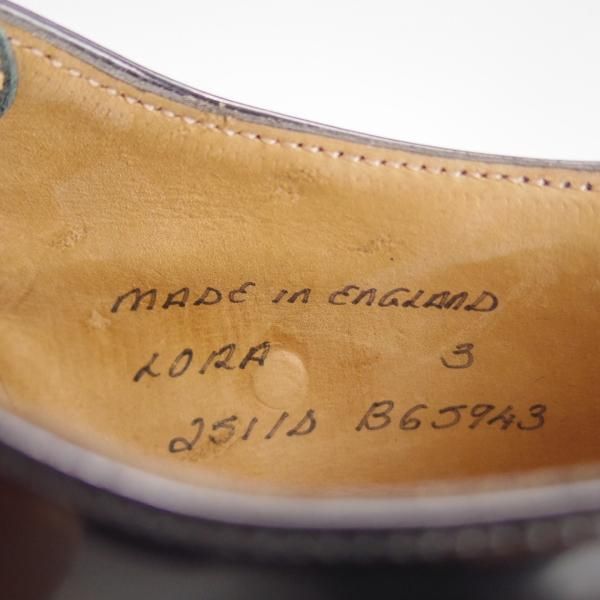 MADE IN ENGLAND
LORA 3
2511D B65943